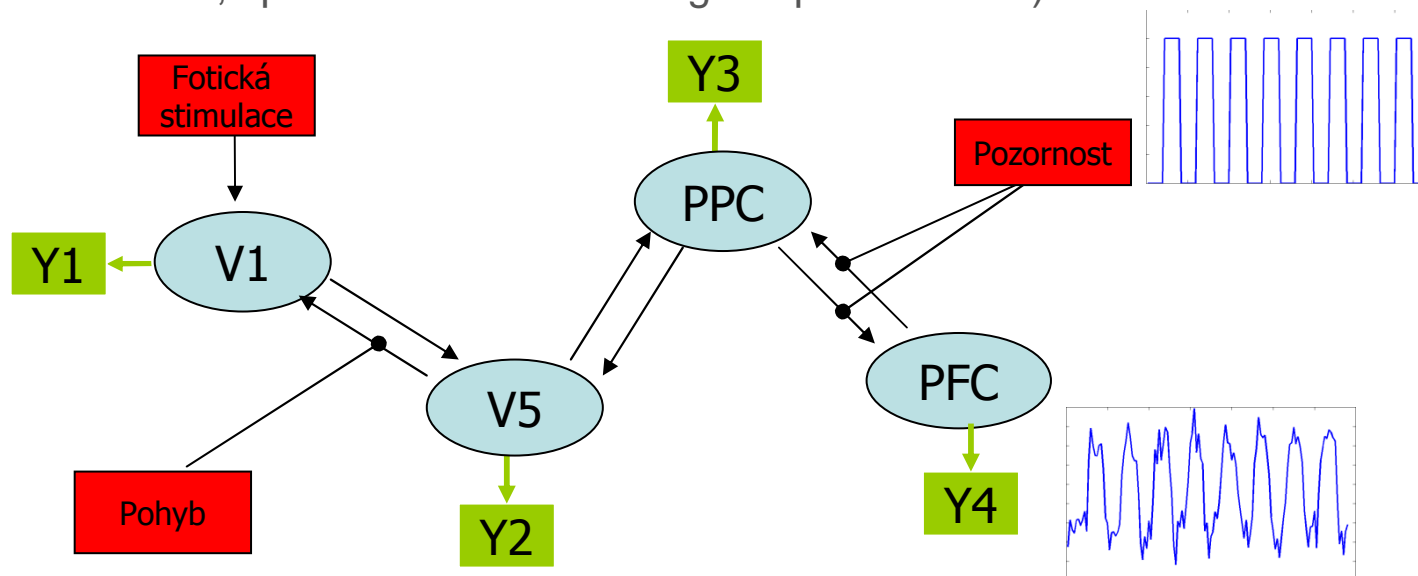 Fotická
stimulace
Y3
Pozornost
PPC
Y1
V1
PFC
V5
Y4
Pohyb
Y2